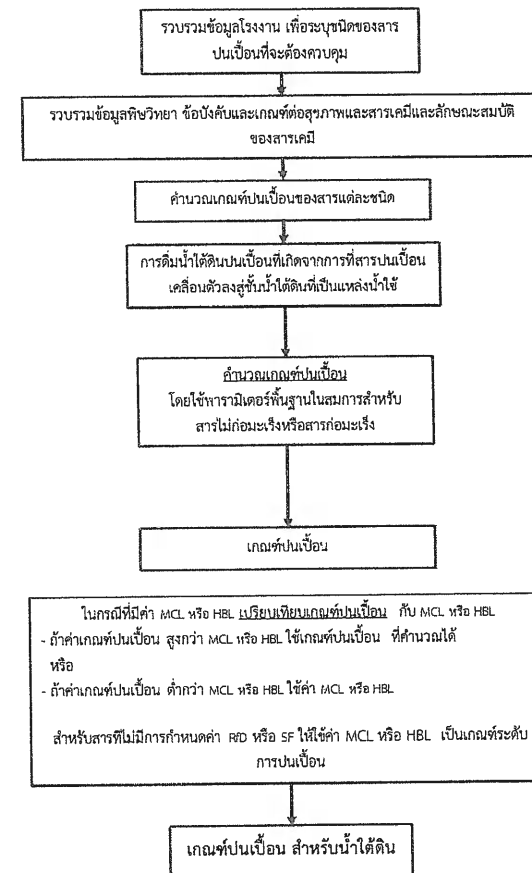 รวบรวมข้อมูลโรงงาน เพื่อระบุชนิดของสาร
ปนเปื้อนที่จะต้องควบคุม
รวบรวมข้อมูลพิษวิทยา ข้อบังคับและเกณฑ์ต่อสุขภาพและสารเคมีและลักษณะสมบัติ
ของสารเคมี
คำนวณเกณฑ์ปนเปื้อนของสารแต่ละชนิด
การดื่มน้ำใต้ดินปนเปื้อนที่เกิดจากการที่สารปนเปื้อน
เคลื่อนตัวลงสู่ชั้นน้ำใต้ดินที่เป็นแหล่งน้ำใช้
คำนวณเกณฑ์ปนเปื้อน
โดยใช้พารามิเตอร์พื้นฐานในสมการสำหรับ
สารไม่ก่อมะเร็งหรือสารก่อมะเร็ง
เกณฑ์ปนเปื้อน
ในกรณีที่มีค่า MCL หรือ HBL เปรียบเทียบเกณฑ์ปนเปื้อน กับ MCL หรือ HBL
- ถ้าค่าเกณฑ์ปนเปื้อน สูงกว่า MCL หรือ HBL ใช้เกณฑ์ปนเปื้อน ที่คำนวณได้
หรือ
- ถ้าค่าเกณฑ์ปนเปื้อน ต่ำกว่า MCL หรือ HBL ใช้ค่า MCL หรือ HBL
สำหรับสารที่ไม่มีการกำหนดค่า RfD หรือ SF ให้ใช้ค่า MCL หรือ HBL เป็นเกณฑ์ระดับ
การปนเปื้อน
เกณฑ์ปนเปื้อน สำหรับน้ำใต้ดิน